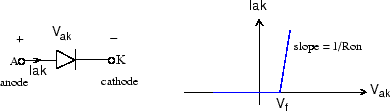 Vak
+
−
A
K
Iak
anode
cathode
Iak
slope = 1/Ron
Vak
Vf